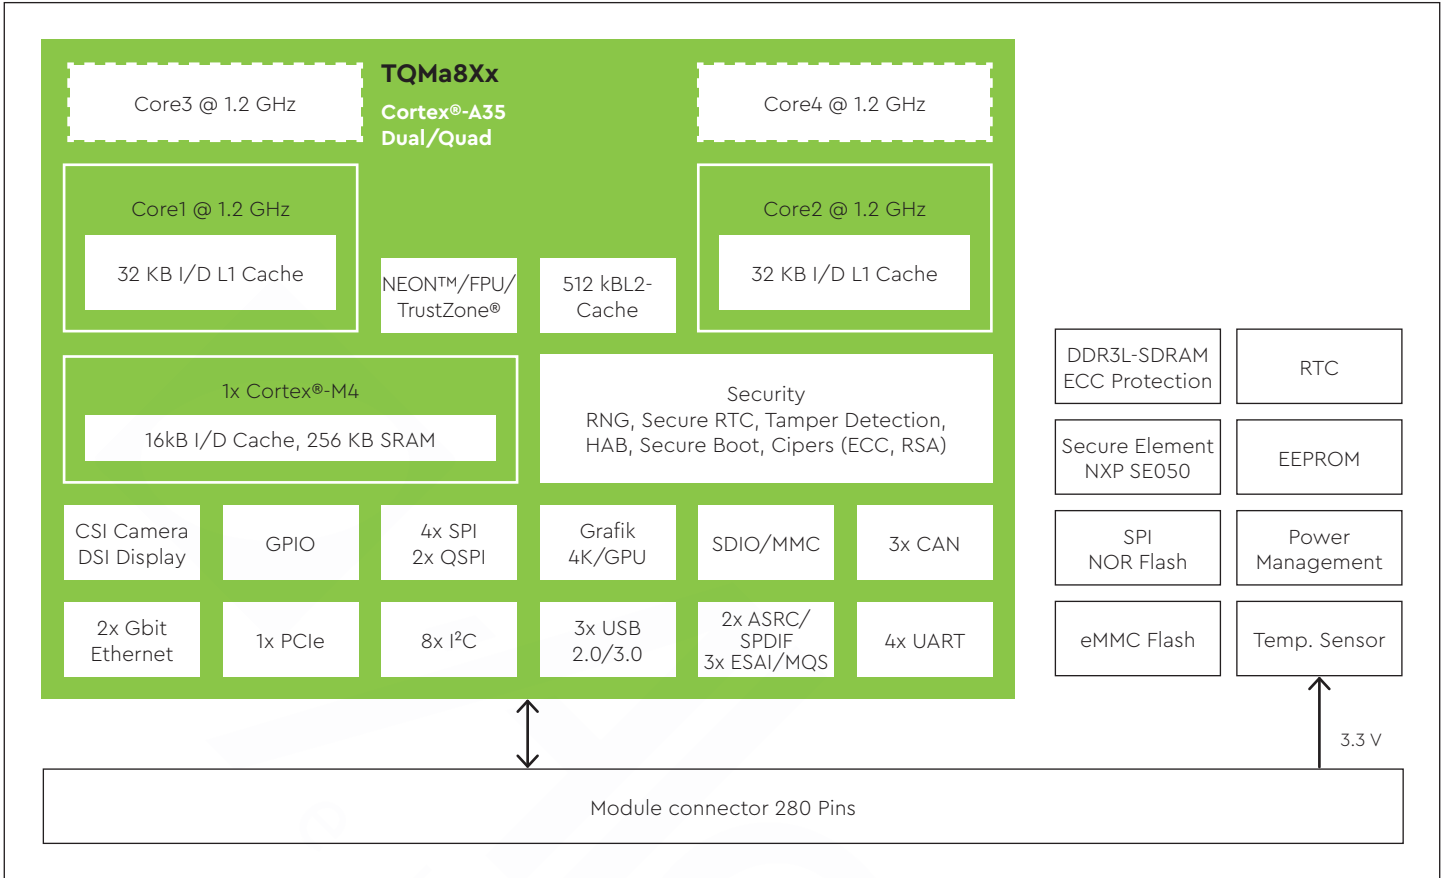 TQMa8Xx
Cortex®-A35
Dual/Quad
Core3 @ 1.2 GHz
Core4 @ 1.2 GHz
Core1 @ 1.2 GHz
32 KB I/D L1 Cache
NEON™/FPU/
TrustZone®
512 kBL2-
Cache
Core2 @ 1.2 GHz
32 KB I/D L1 Cache
1x Cortex®-M4
16kB I/D Cache, 256 KB SRAM
Security
RNG, Secure RTC, Tamper Detection,
HAB, Secure Boot, Cipers (ECC, RSA)
CSI Camera
DSI Display
GPIO
4x SPI
2x QSPI
Grafik
4K/GPU
SDIO/MMC
3x CAN
2x Gbit
Ethernet
1x PCIe
8x I²C
3x USB
2.0/3.0
2x ASRC/
SPDIF
3x ESAI/MQS
4x UART
DDR3L-SDRAM
ECC Protection
RTC
Secure Element
NXP SE050
EEPROM
SPI
NOR Flash
Power
Management
eMMC Flash
Temp. Sensor
3.3 V
Module connector 280 Pins